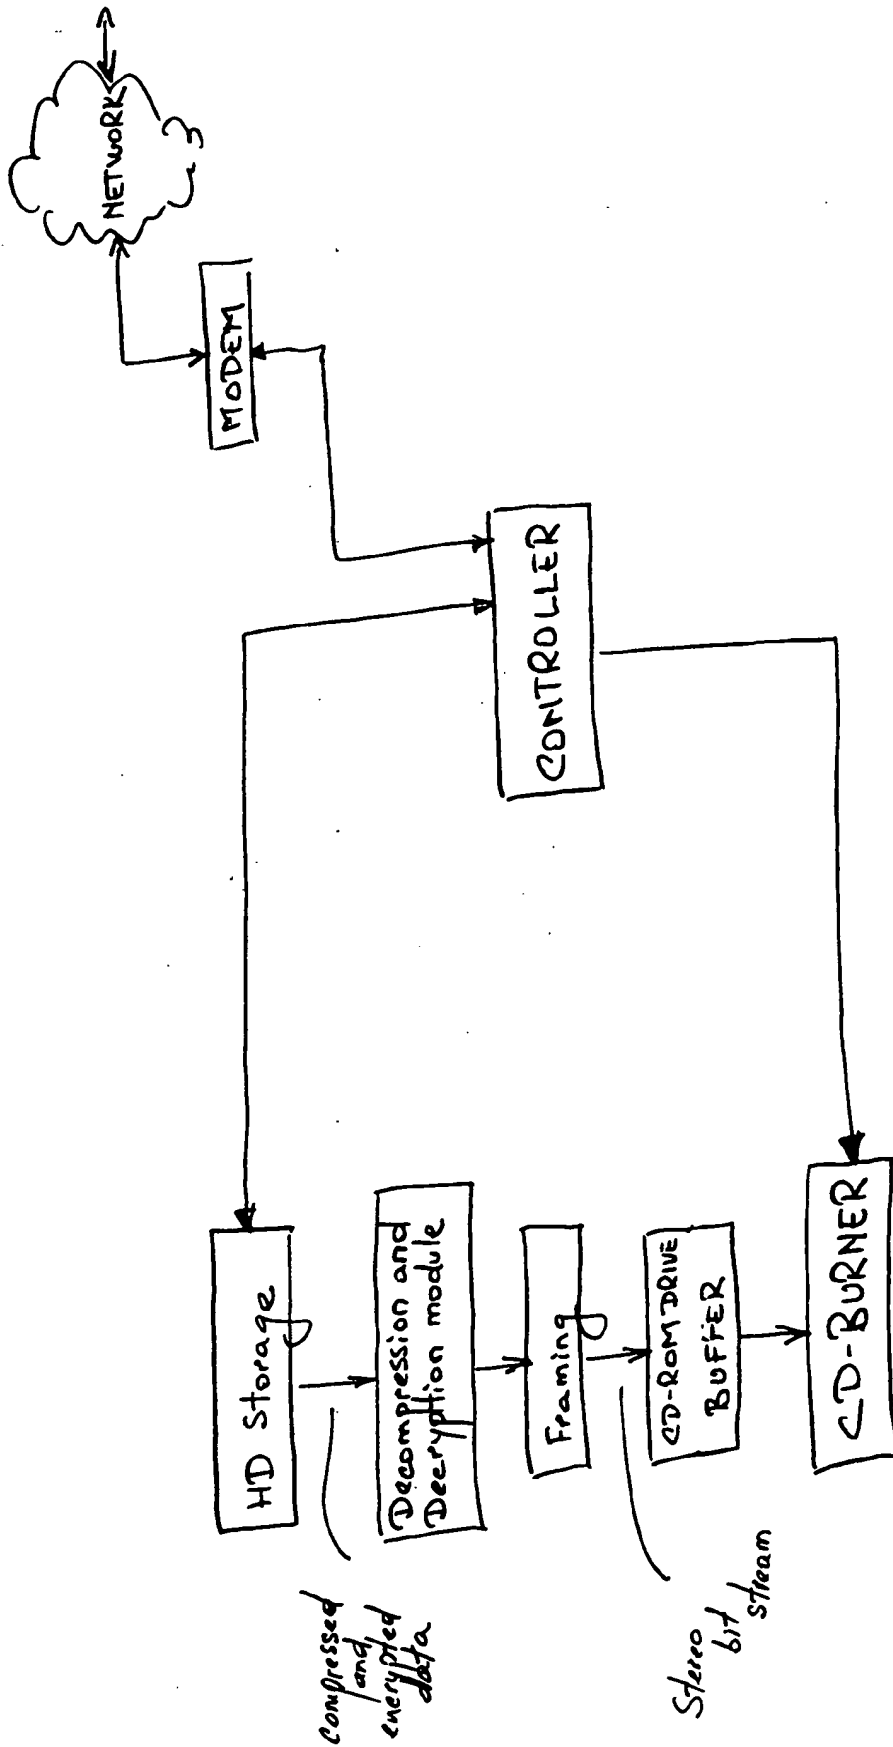 NETWORK
MODEM
CONTROLLER
HD Storage
Decompression and
Decryption module
Framing
CD-ROM DRIVE
BUFFER
CD-BURNER
compressed
and
encrypted
data
Stereo
bit
stream